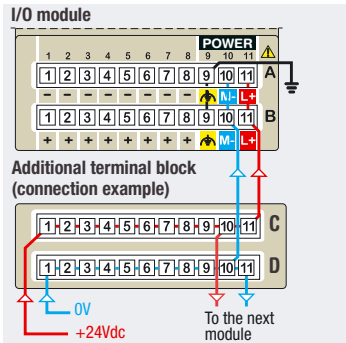 I/O module
POWER
1 2 3 4 5 6 7 8 9 10 11
1 2 3 4 5 6 7 8 9 10 11 A
– – – – – – – – M- L+
1 2 3 4 5 6 7 8 9 10 11 B
+ + + + + + + + M- L+
Additional terminal block
(connection example)
1 2 3 4 5 6 7 8 9 10 11 C
1 2 3 4 5 6 7 8 9 10 11 D
0V
+24Vdc
To the next
module